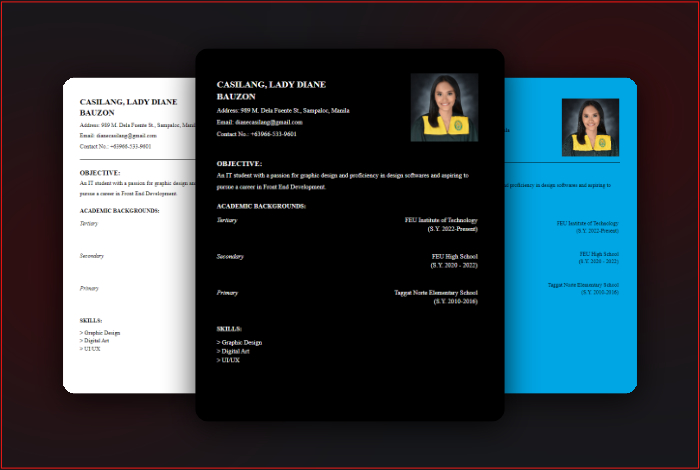 CASILANG, LADY DIANE
BAUZON
Address: 989 M. Dela Fuente St., Sampaloc, Manila
Email: dianecasilang@gmail.com
Contact No.: +63966-533-9601
OBJECTIVE:
An IT student with a passion for graphic design an
pursue a career in Front End Development.
ACADEMIC BACKGROUNDS:
Tertiary
Secondary
Primary
SKILLS:
> Graphic Design
> Digital Art
> UI/UX
CASILANG, LADY DIANE
BAUZON
Address: 989 M. Dela Fuente St., Sampaloc, Manila
Email: dianecasilang@gmail.com
Contact No.: +63966-533-9601
OBJECTIVE:
An IT student with a passion for graphic design and proficiency in design softwares and aspiring to
pursue a career in Front End Development.
ACADEMIC BACKGROUNDS:
Tertiary FEU Institute of Technology
(S.Y. 2022-Present)
Secondary FEU High School
(S.Y. 2020 - 2022)
Primary Taggat Norte Elementary School
(S.Y. 2010-2016)
SKILLS:
> Graphic Design
> Digital Art
> UI/UX
proficiency in design softwares and aspiring to
FEU Institute of Technology
(S.Y. 2022-Present)
FEU High School
(S.Y. 2020 - 2022)
Taggat Norte Elementary School
(S.Y. 2010-2016)